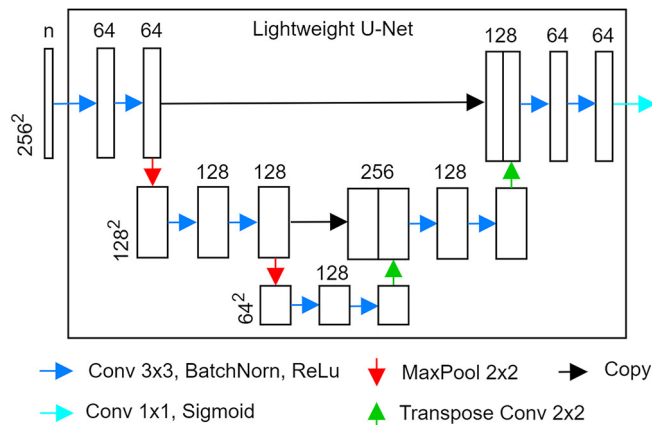 Lightweight U-Net
n 64 64 128 64 64
256²
128 128 256 128
128²
128
64²
Conv 3x3, BatchNorn, ReLu
MaxPool 2x2
Copy
Conv 1x1, Sigmoid
Transpose Conv 2x2